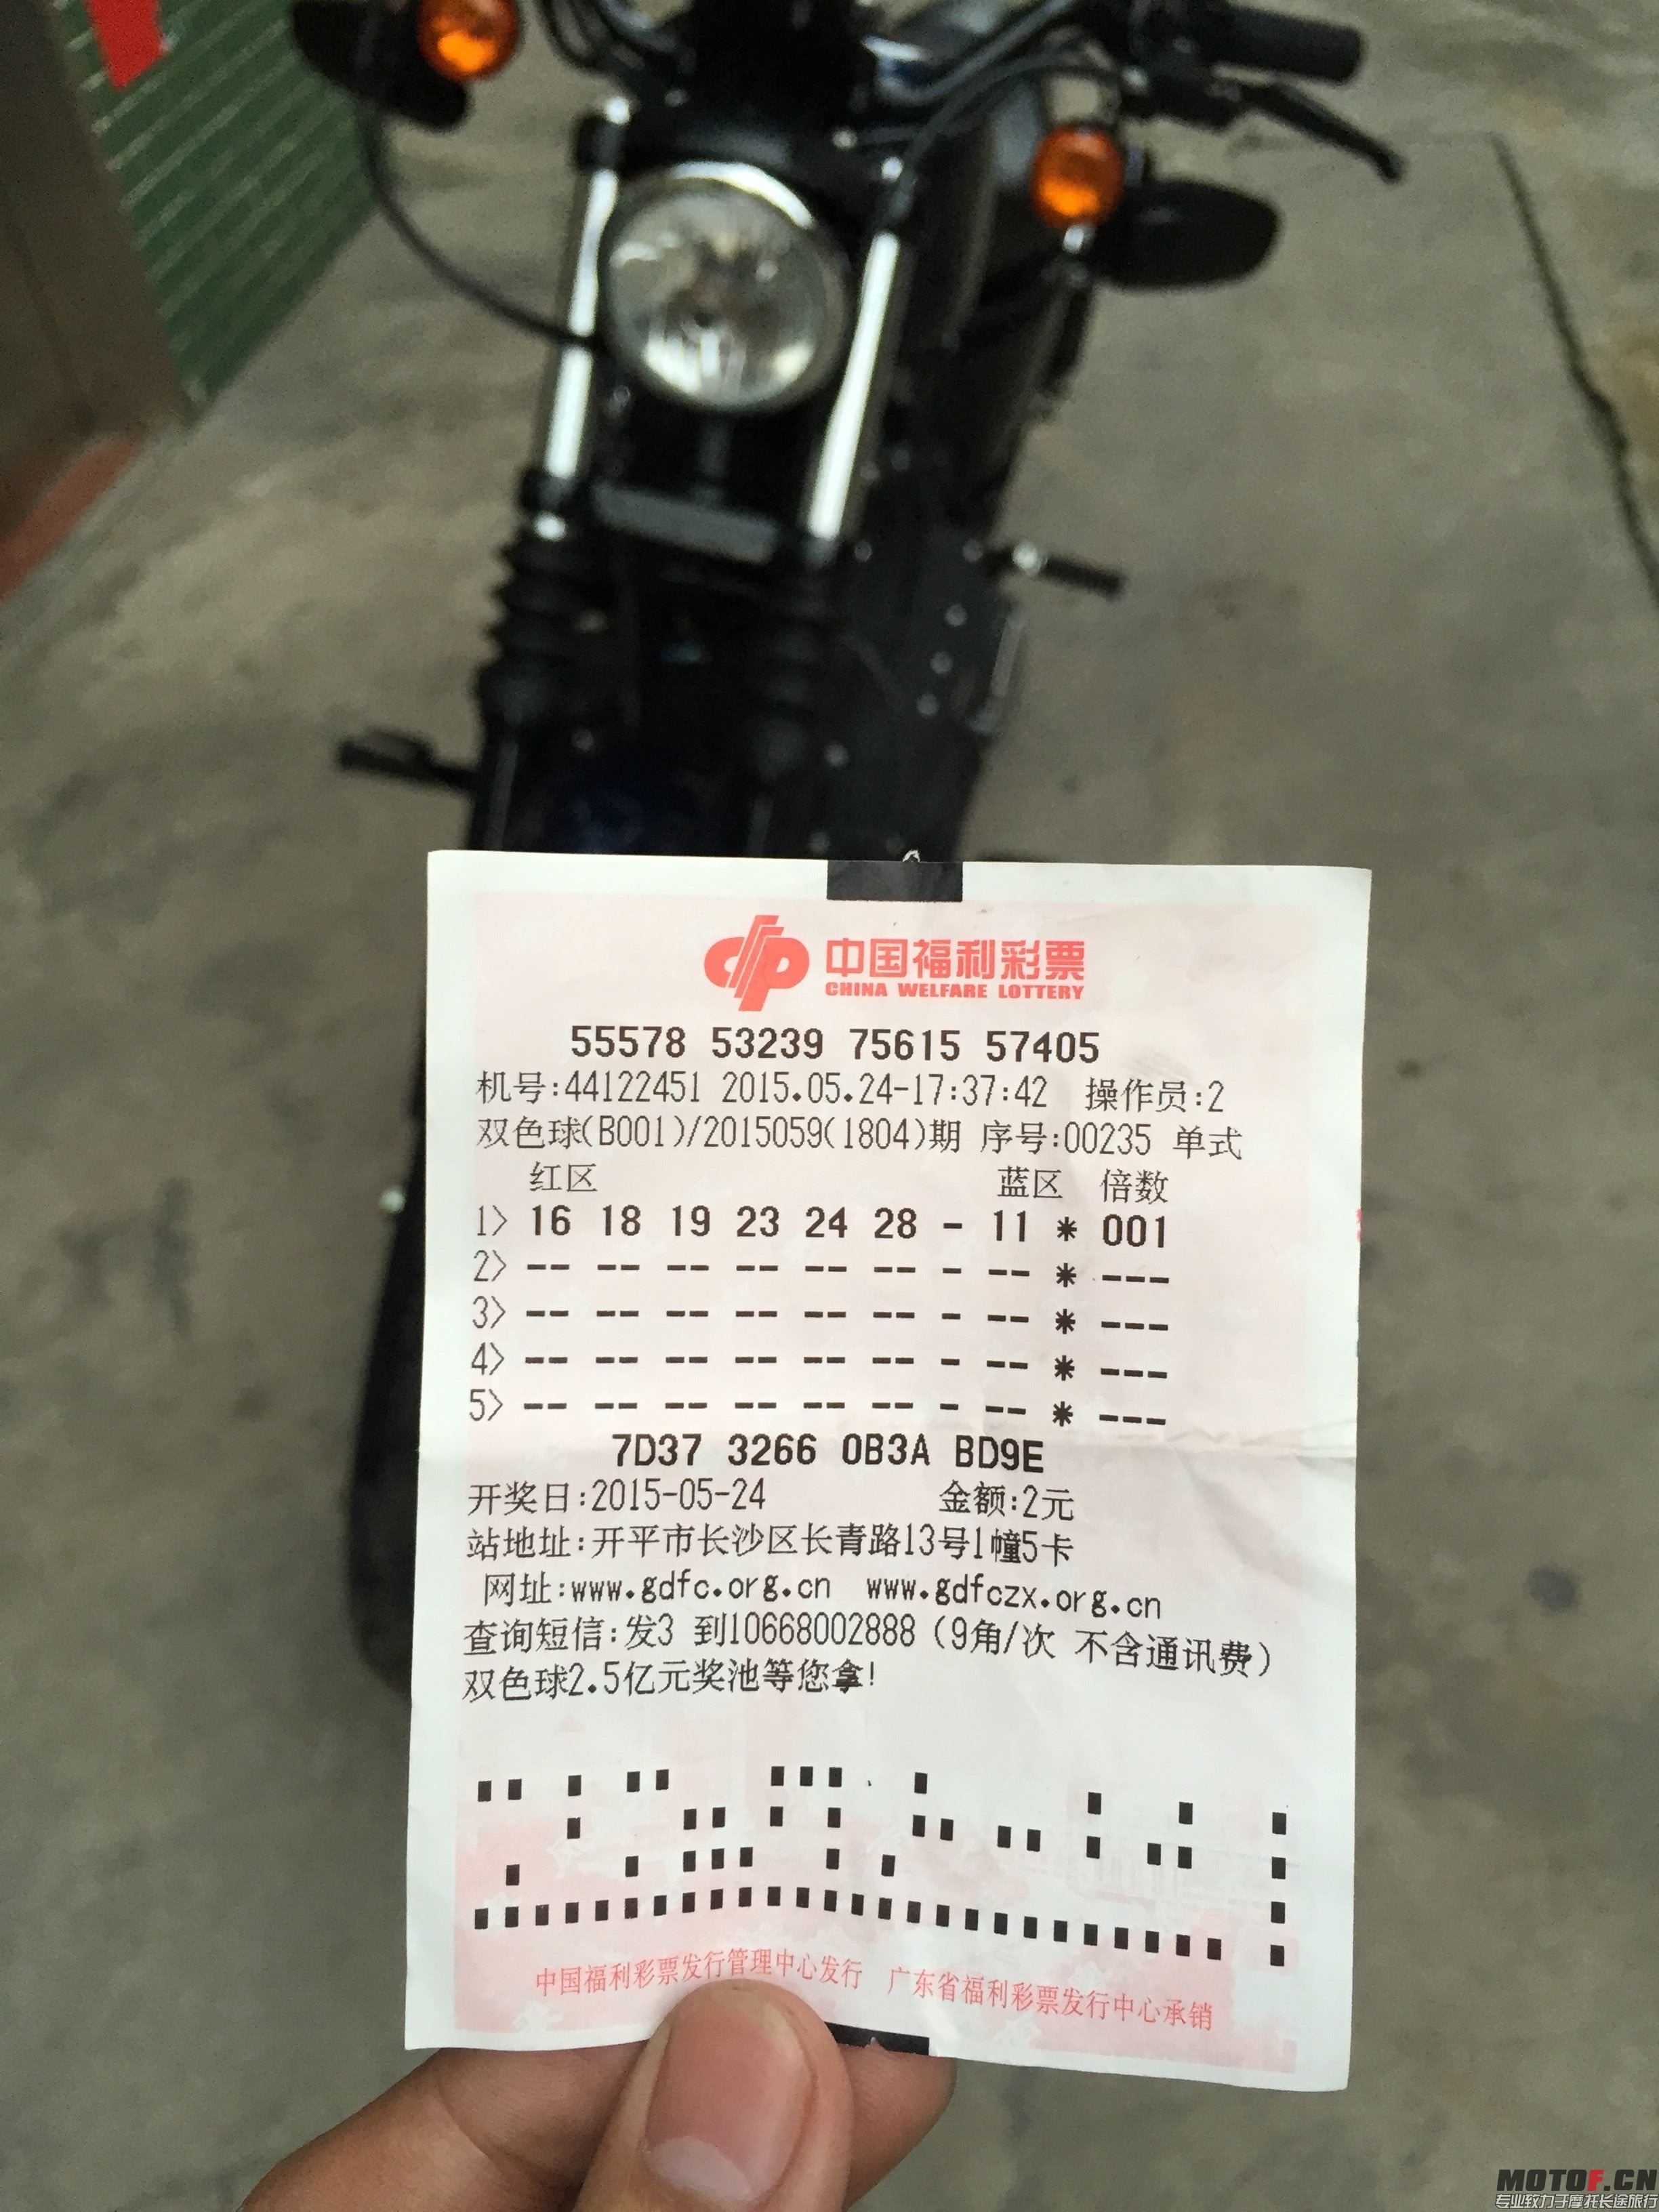 中国福利彩票
CHINA WELFARE LOTTERY
55578 53239 75615 57405
机号:44122451 2015.05.24-17:37:42 操作员:2
双色球(B001)/2015059(1804)期 序号:00235 单式
红区 蓝区 倍数
1> 16 18 19 23 24 28 - 11 * 001
2> -- -- -- -- -- -- - -- * ---
3> -- -- -- -- -- -- - -- * ---
4> -- -- -- -- -- -- - -- * ---
5> -- -- -- -- -- -- - -- * ---
7D37 3266 0B3A BD9E
开奖日:2015-05-24 金额:2元
站地址:开平市长沙区长青路13号1幢5卡
网址:www.gdfc.org.cn www.gdfczx.org.cn
查询短信:发3 到10668002888 (9角/次 不含通讯费)
双色球2.5亿元奖池等您拿!
中国福利彩票发行管理中心发行 广东省福利彩票发行中心承销
MOTOF.CN
专业致力于摩托长途旅行